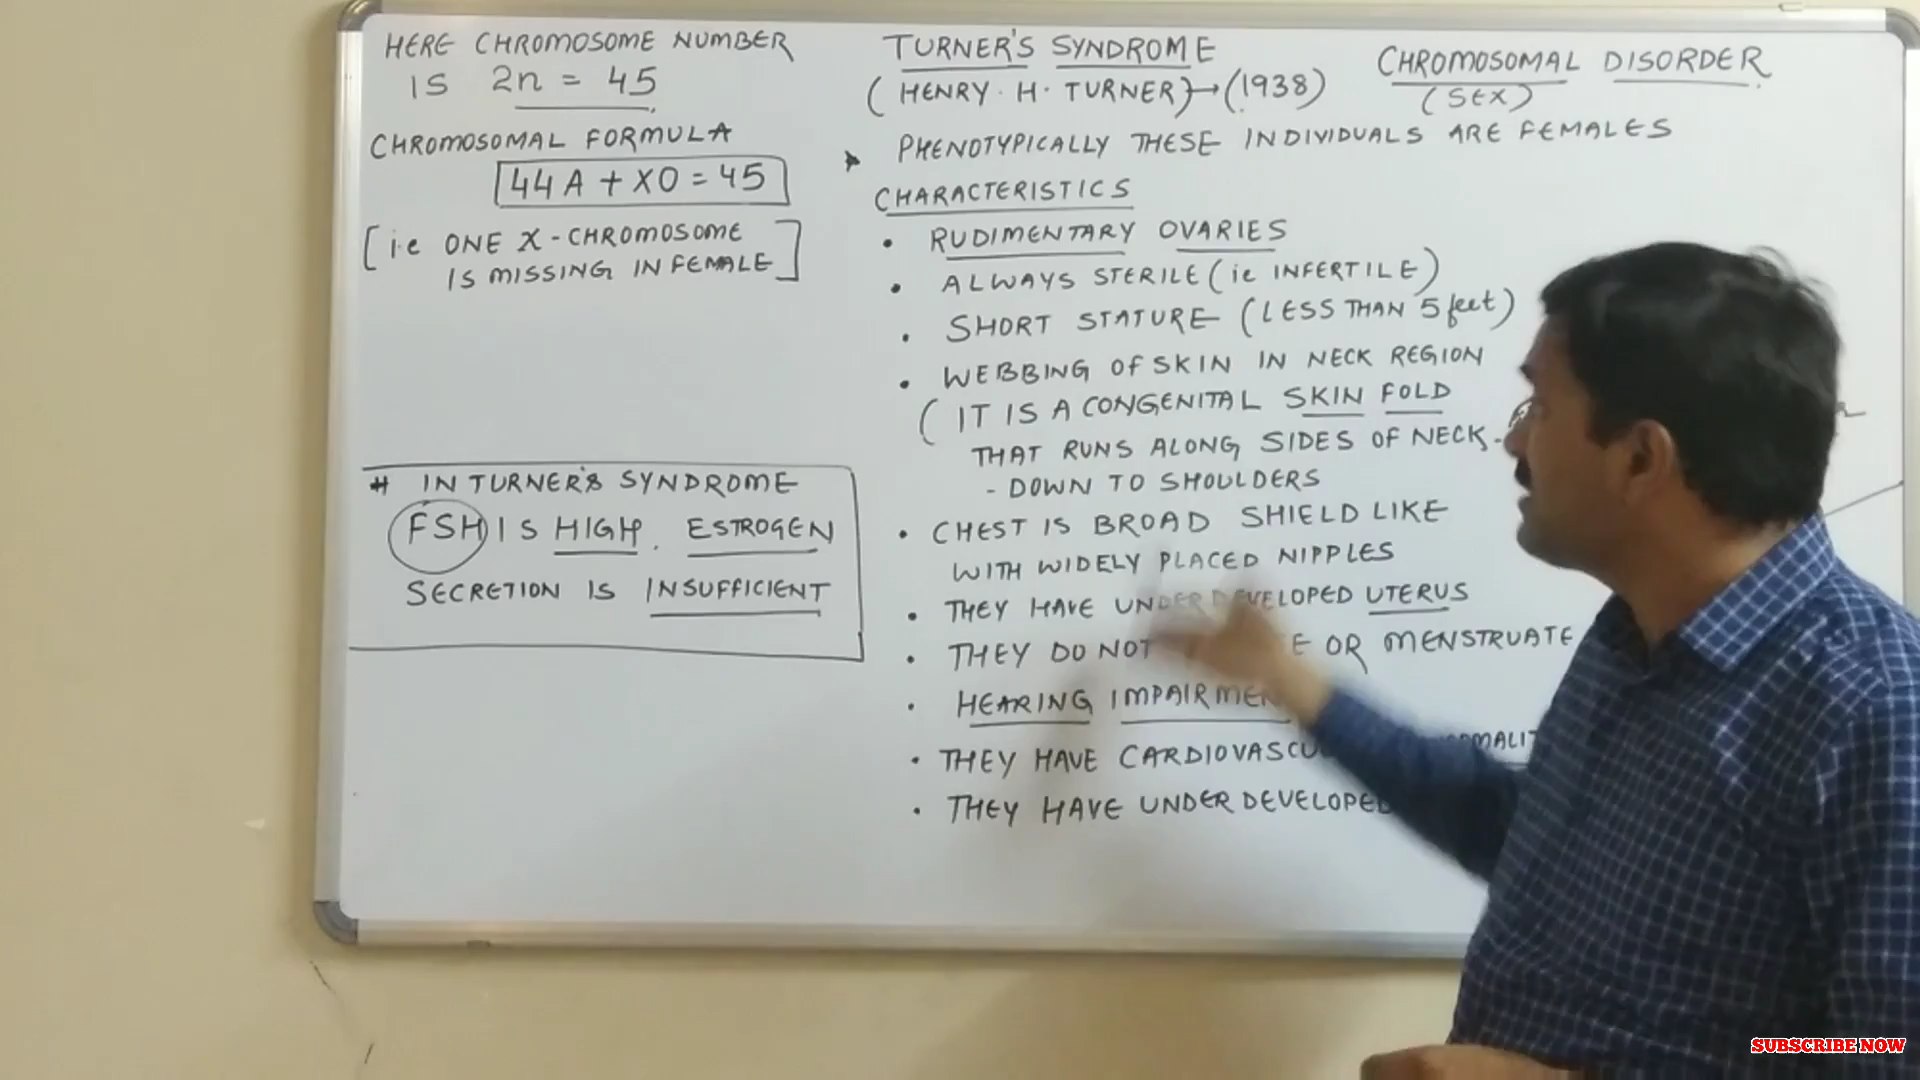 HERE CHROMOSOME NUMBER
IS 2n = 45
CHROMOSOMAL FORMULA
44A + XO = 45
[i.e ONE X-CHROMOSOME
IS MISSING IN FEMALE]
# IN TURNER'S SYNDROME
FSH IS HIGH. ESTROGEN
SECRETION IS INSUFFICIENT
TURNER'S SYNDROME
(HENRY. H. TURNER)→(1938)
CHROMOSOMAL DISORDER
(SEX)
PHENOTYPICALLY THESE INDIVIDUALS ARE FEMALES
CHARACTERISTICS
• RUDIMENTARY OVARIES
• ALWAYS STERILE (ie INFERTILE)
• SHORT STATURE (LESS THAN 5 feet)
• WEBBING OF SKIN IN NECK REGION
(IT IS A CONGENITAL SKIN FOLD
THAT RUNS ALONG SIDES OF NECK-
- DOWN TO SHOULDERS
• CHEST IS BROAD SHIELD LIKE
WITH WIDELY PLACED NIPPLES
• THEY HAVE UNDERDEVELOPED UTERUS
• THEY DO NOT OR MENSTRUATE
• HEARING
• THEY HAVE
• THEY HAVE UNDERDEVELOPED
SUBSCRIBE NOW